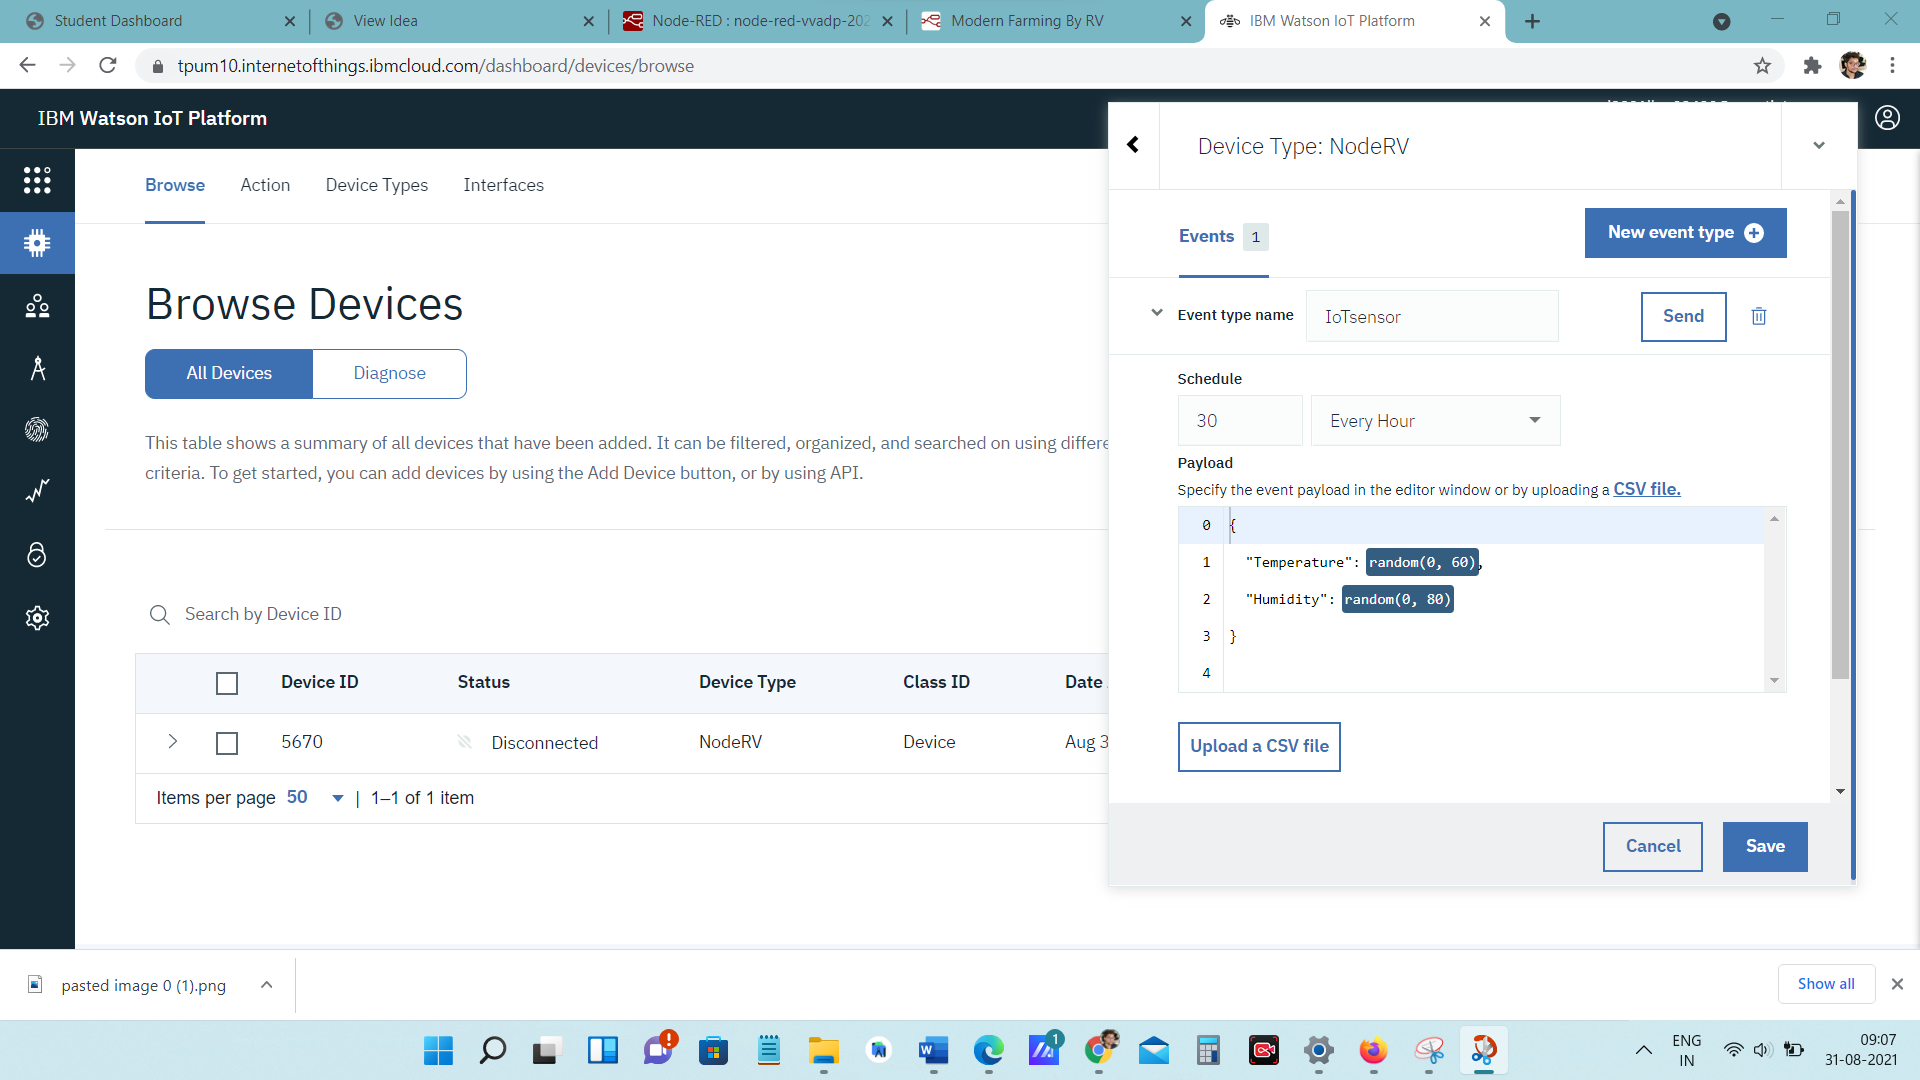 Student Dashboard
View Idea
Node-RED : node-red-vvadp-202
Modern Farming By RV
IBM Watson IoT Platform
tpum10.internetofthings.ibmcloud.com/dashboard/devices/browse
IBM Watson IoT Platform
Device Type: NodeRV
Browse
Action
Device Types
Interfaces
Events 1
New event type
Browse Devices
Event type name
IoTsensor
Send
All Devices
Diagnose
Schedule
30
Every Hour
This table shows a summary of all devices that have been added. It can be filtered, organized, and searched on using
criteria. To get started, you can add devices by using the Add Device button, or by using API.
Payload
Specify the event payload in the editor window or by uploading a CSV file.
0 {
1 "Temperature": random(0, 60),
2 "Humidity": random(0, 80)
3 }
4
Search by Device ID
Device ID Status Device Type Class ID Date
5670 Disconnected NodeRV Device Aug 3
Upload a CSV file
Items per page 50 | 1–1 of 1 item
Cancel
Save
pasted image 0 (1).png
Show all
1
ENG
IN
09:07
31-08-2021